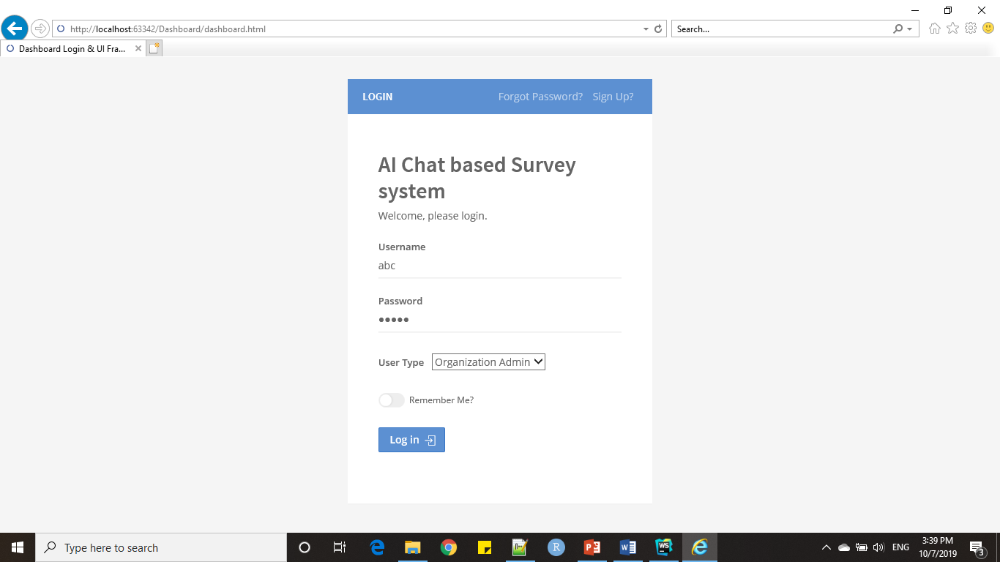 http://localhost:63342/Dashboard/dashboard.html
Search...
Dashboard Login & UI Fra...
LOGIN
Forgot Password?
Sign Up?
AI Chat based Survey
system
Welcome, please login.
Username
abc
Password
•••••
User Type
Organization Admin
Remember Me?
Log in
Type here to search
ENG
3:39 PM
10/7/2019
3